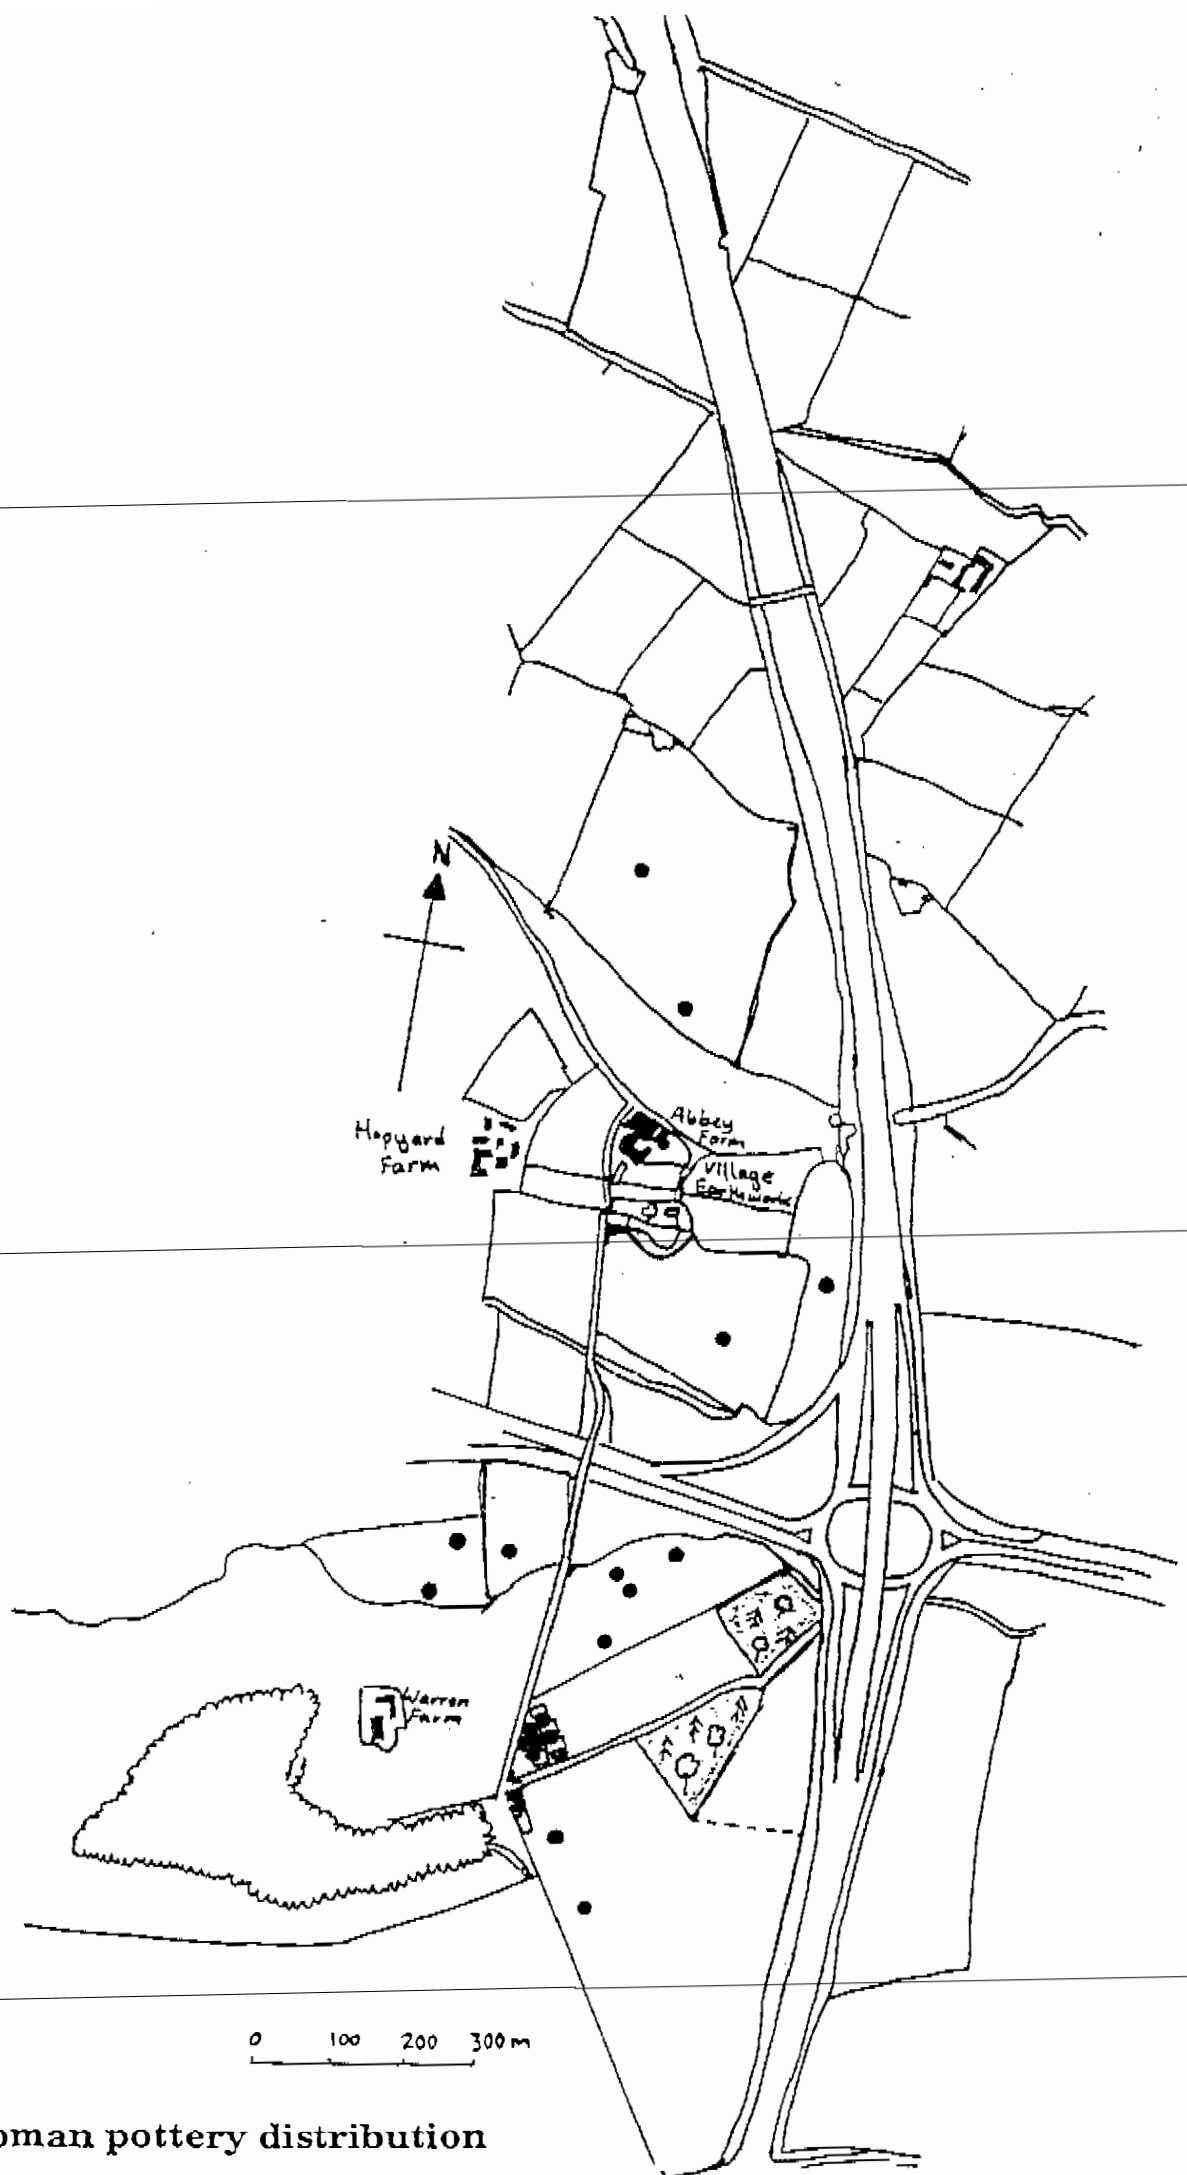 N
Abbey
Farm
Hopyard
Farm
Village
Earthworks
Warren
Farm
0 100 200 300m
oman pottery distribution